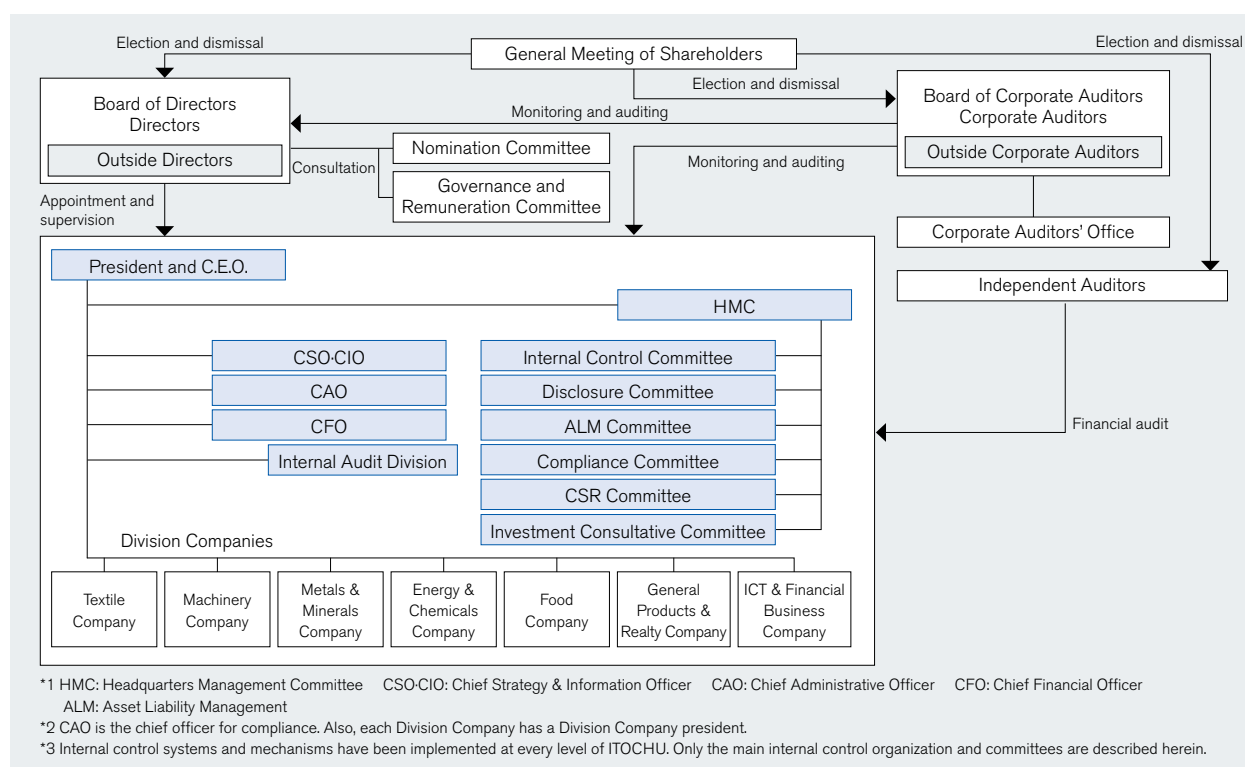 Election and dismissal
General Meeting of Shareholders
Election and dismissal
Election and dismissal
Board of Directors
Directors
Outside Directors
Monitoring and auditing
Board of Corporate Auditors
Corporate Auditors
Outside Corporate Auditors
Consultation
Nomination Committee
Governance and
Remuneration Committee
Monitoring and auditing
Appointment and
supervision
Corporate Auditors' Office
Independent Auditors
President and C.E.O.
HMC
CSO·CIO
CAO
CFO
Internal Audit Division
Internal Control Committee
Disclosure Committee
ALM Committee
Compliance Committee
CSR Committee
Investment Consultative Committee
Financial audit
Division Companies
Textile
Company
Machinery
Company
Metals &
Minerals
Company
Energy &
Chemicals
Company
Food
Company
General
Products &
Realty Company
ICT & Financial
Business
Company
*1 HMC: Headquarters Management Committee CSO·CIO: Chief Strategy & Information Officer CAO: Chief Administrative Officer CFO: Chief Financial Officer
ALM: Asset Liability Management
*2 CAO is the chief officer for compliance. Also, each Division Company has a Division Company president.
*3 Internal control systems and mechanisms have been implemented at every level of ITOCHU. Only the main internal control organization and committees are described herein.